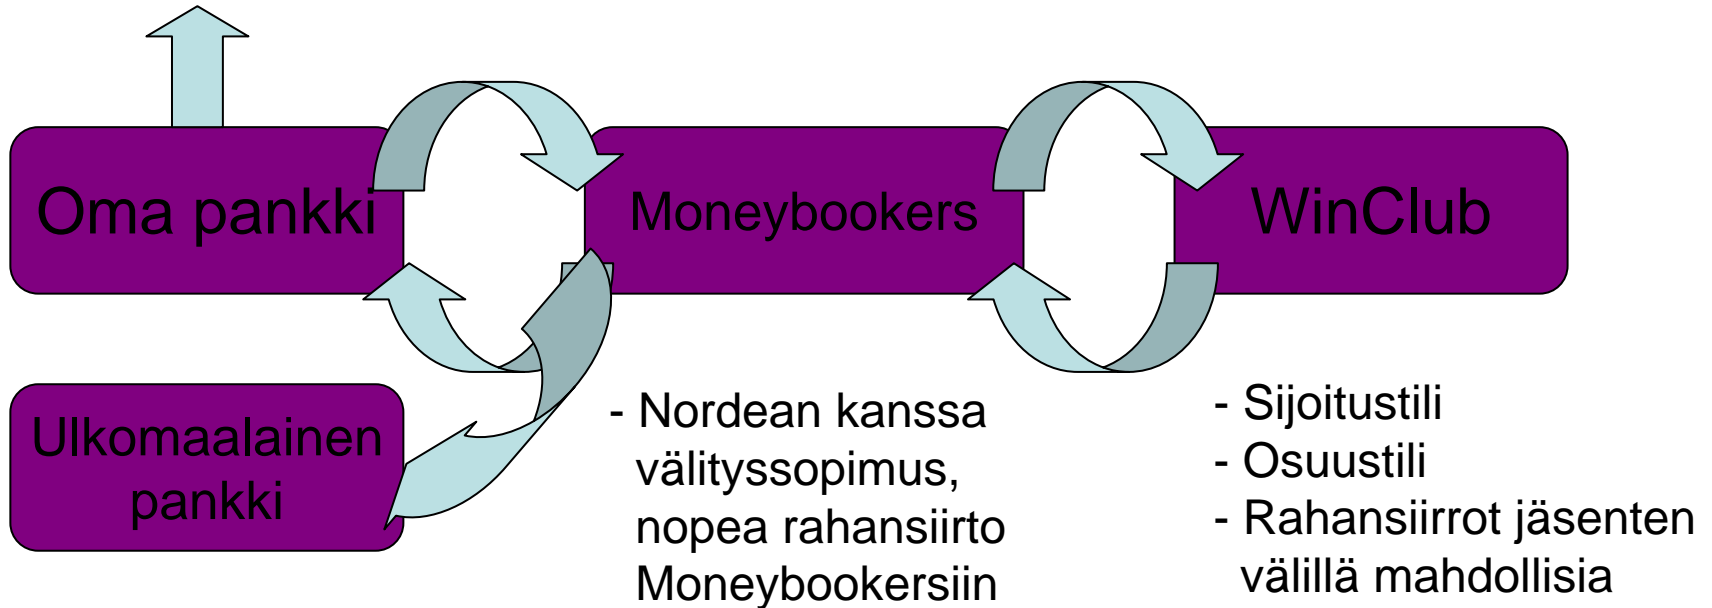 Oma pankki
Moneybookers
WinClub
Ulkomaalainen
pankki
- Nordean kanssa
välityssopimus,
nopea rahansiirto
Moneybookersiin
- Sijoitustili
- Osuustili
- Rahansiirrot jäsenten
välillä mahdollisia